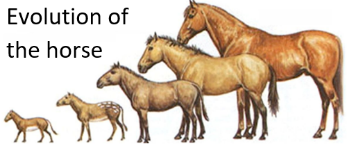 Evolution of
the horse